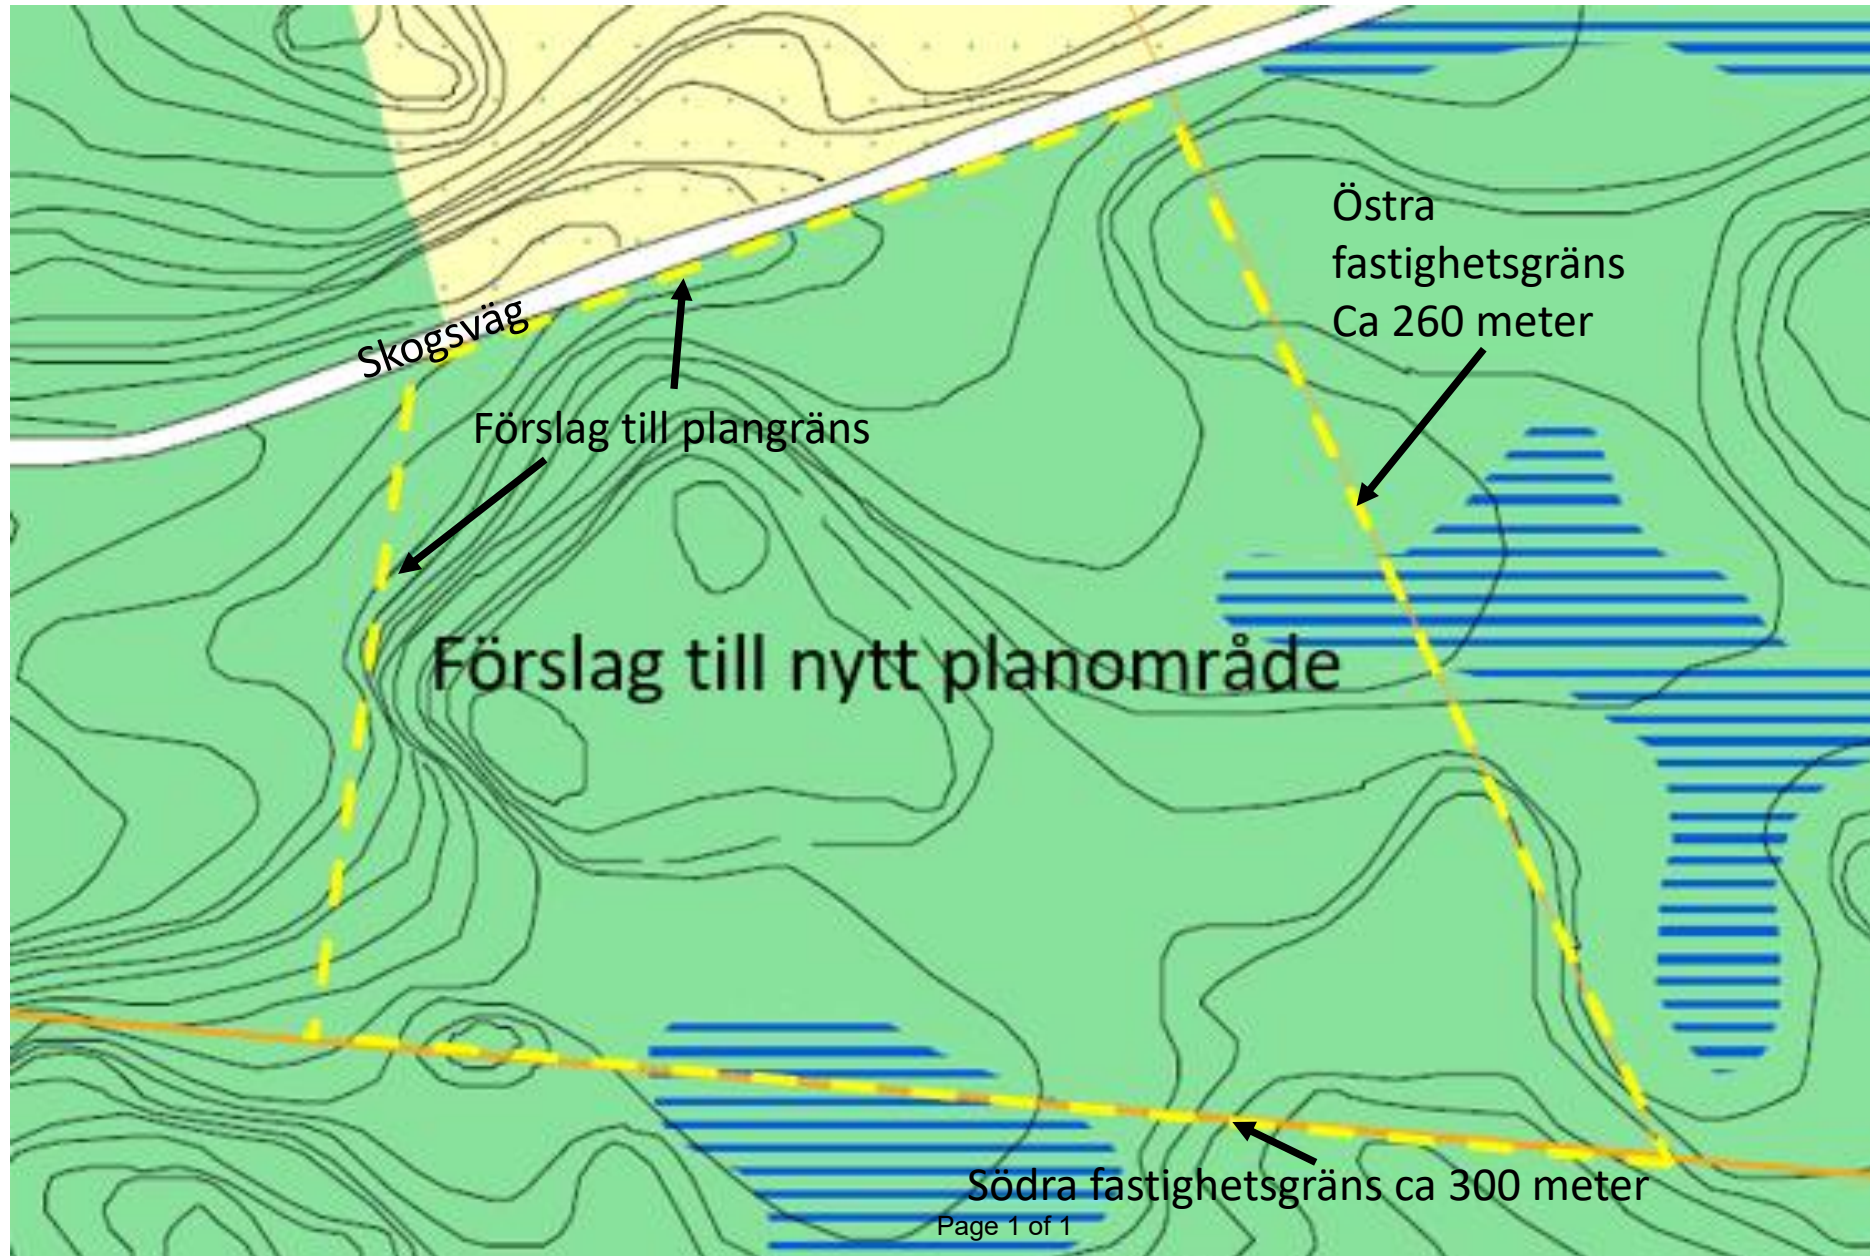 Östra
fastighetsgräns
Ca 260 meter
Skogsväg
Förslag till plangräns
Förslag till nytt planområde
Södra fastighetsgräns ca 300 meter
Page 1 of 1